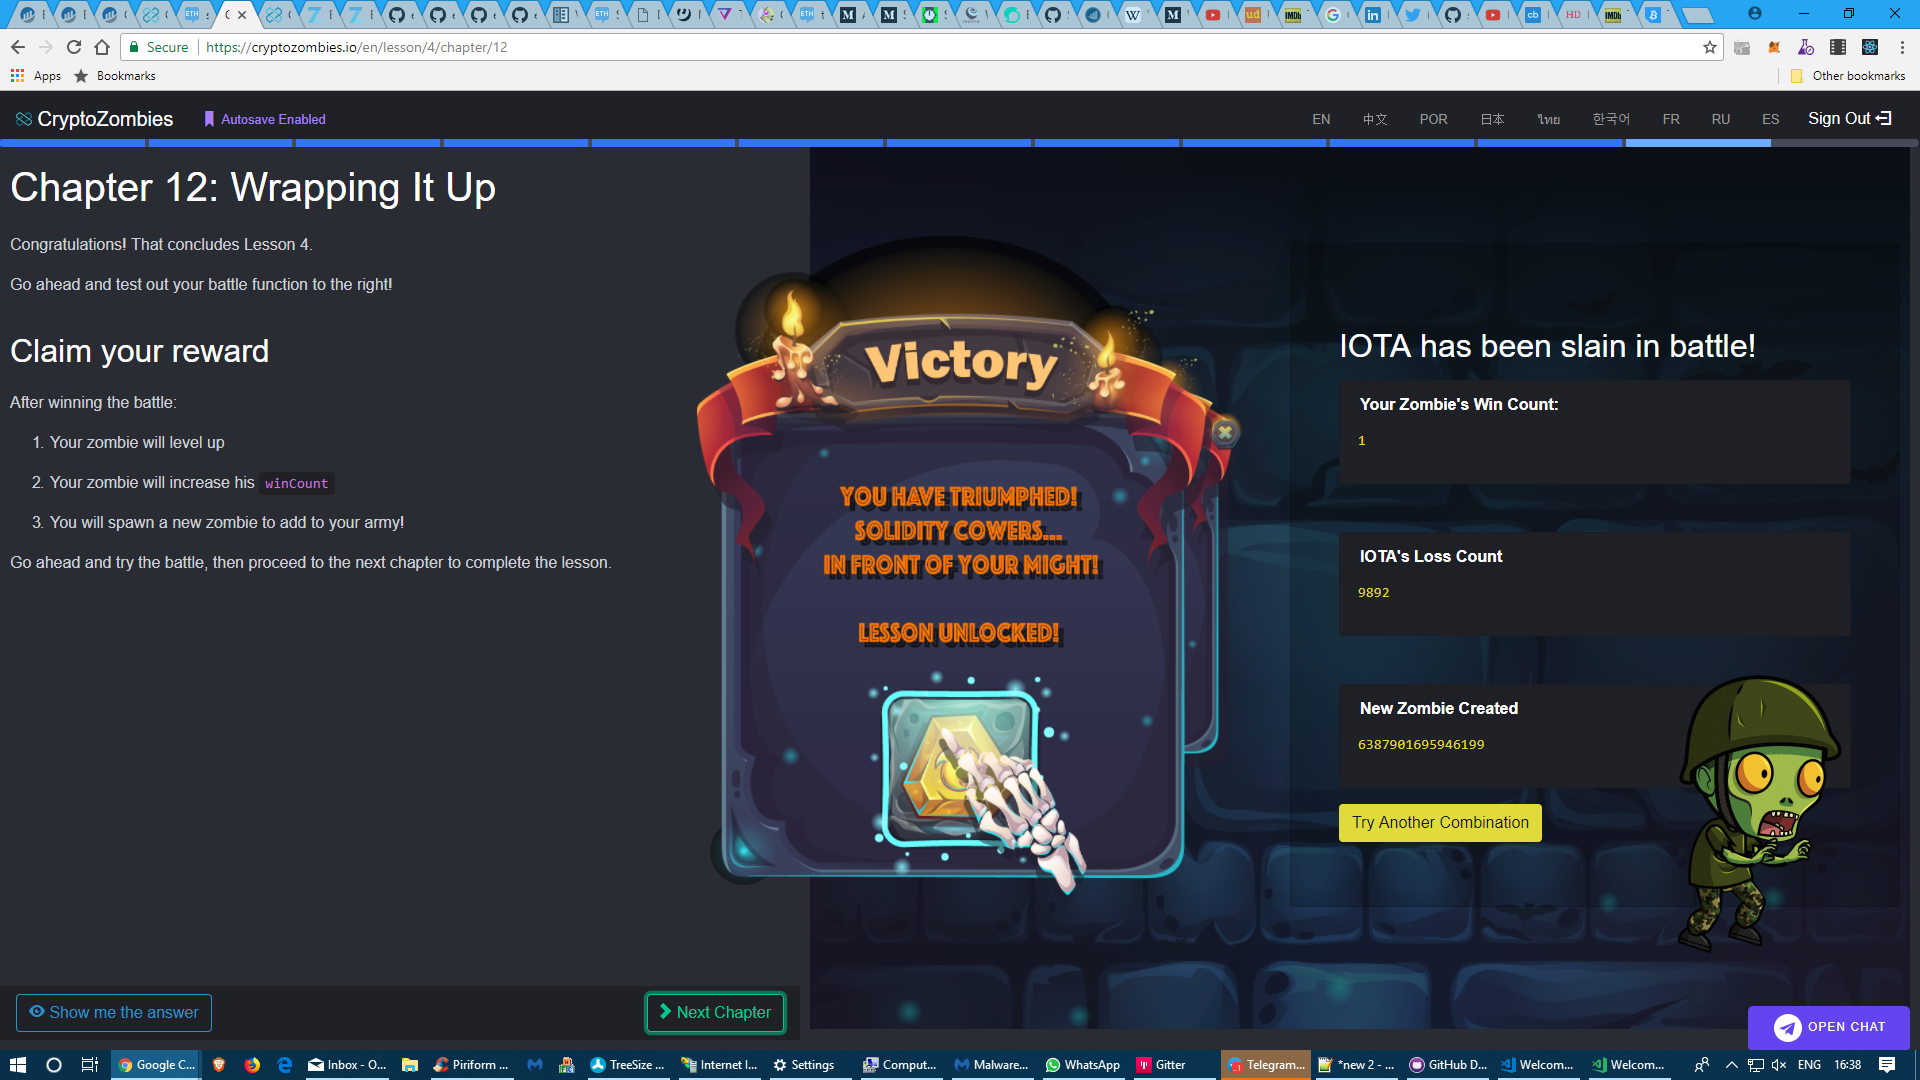 Secure
https://cryptozombies.io/en/lesson/4/chapter/12
Apps
Bookmarks
Other bookmarks
CryptoZombies
Autosave Enabled
EN
中文
POR
日本
ไทย
한국어
FR
RU
ES
Sign Out
Chapter 12: Wrapping It Up
Congratulations! That concludes Lesson 4.
Go ahead and test out your battle function to the right!
Claim your reward
After winning the battle:
1. Your zombie will level up
2. Your zombie will increase his winCount
3. You will spawn a new zombie to add to your army!
Go ahead and try the battle, then proceed to the next chapter to complete the lesson.
Show me the answer
Next Chapter
Victory
YOU HAVE TRIUMPHED!
SOLIDITY COWERS...
IN FRONT OF YOUR MIGHT!
LESSON UNLOCKED!
IOTA has been slain in battle!
Your Zombie's Win Count:
1
IOTA's Loss Count
9892
New Zombie Created
6387901695946199
Try Another Combination
OPEN CHAT
Google C...
Inbox - O...
Piriform ...
TreeSize ...
Internet I...
Settings
Comput...
Malware...
WhatsApp
Gitter
Telegram...
*new 2 - ...
GitHub D...
Welcom...
Welcom...
ENG
16:38